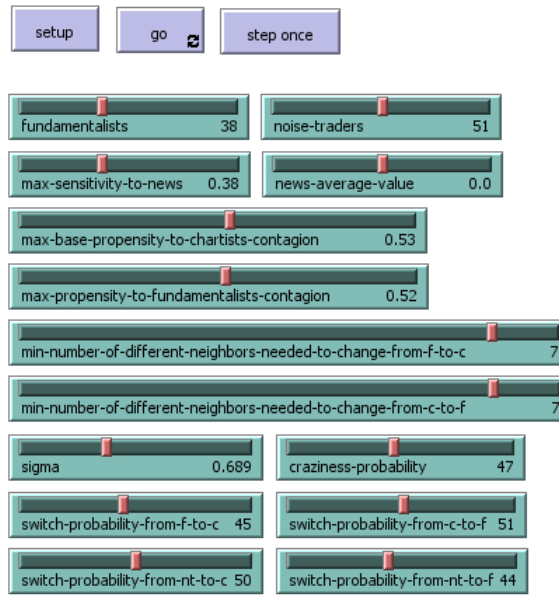 setup go step once
fundamentalists 38 noise-traders 51
max-sensitivity-to-news 0.38 news-average-value 0.0
max-base-propensity-to-chartists-contagion 0.53
max-propensity-to-fundamentalists-contagion 0.52
min-number-of-different-neighbors-needed-to-change-from-f-to-c 7
min-number-of-different-neighbors-needed-to-change-from-c-to-f 7
sigma 0.689 craziness-probability 47
switch-probability-from-f-to-c 45 switch-probability-from-c-to-f 51
switch-probability-from-nt-to-c 50 switch-probability-from-nt-to-f 44